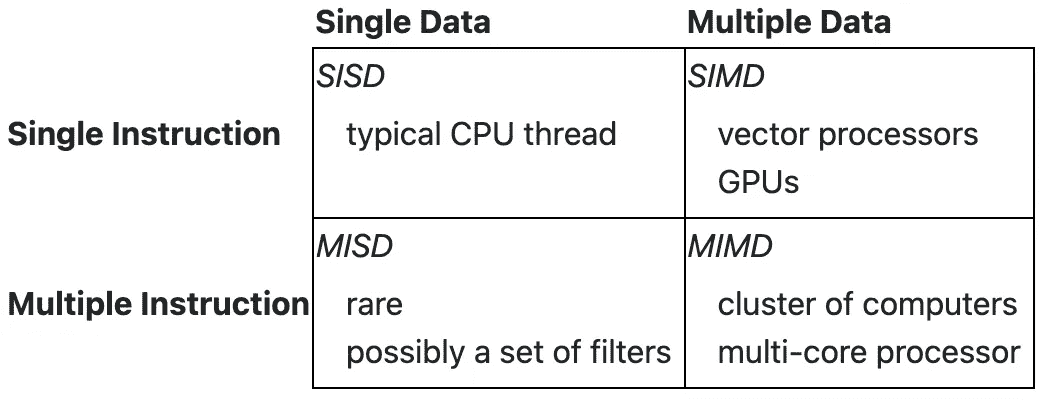 Single Data Multiple Data
SISD SIMD
Single Instruction typical CPU thread vector processors
GPUs
MISD MIMD
Multiple Instruction rare cluster of computers
possibly a set of filters multi-core processor